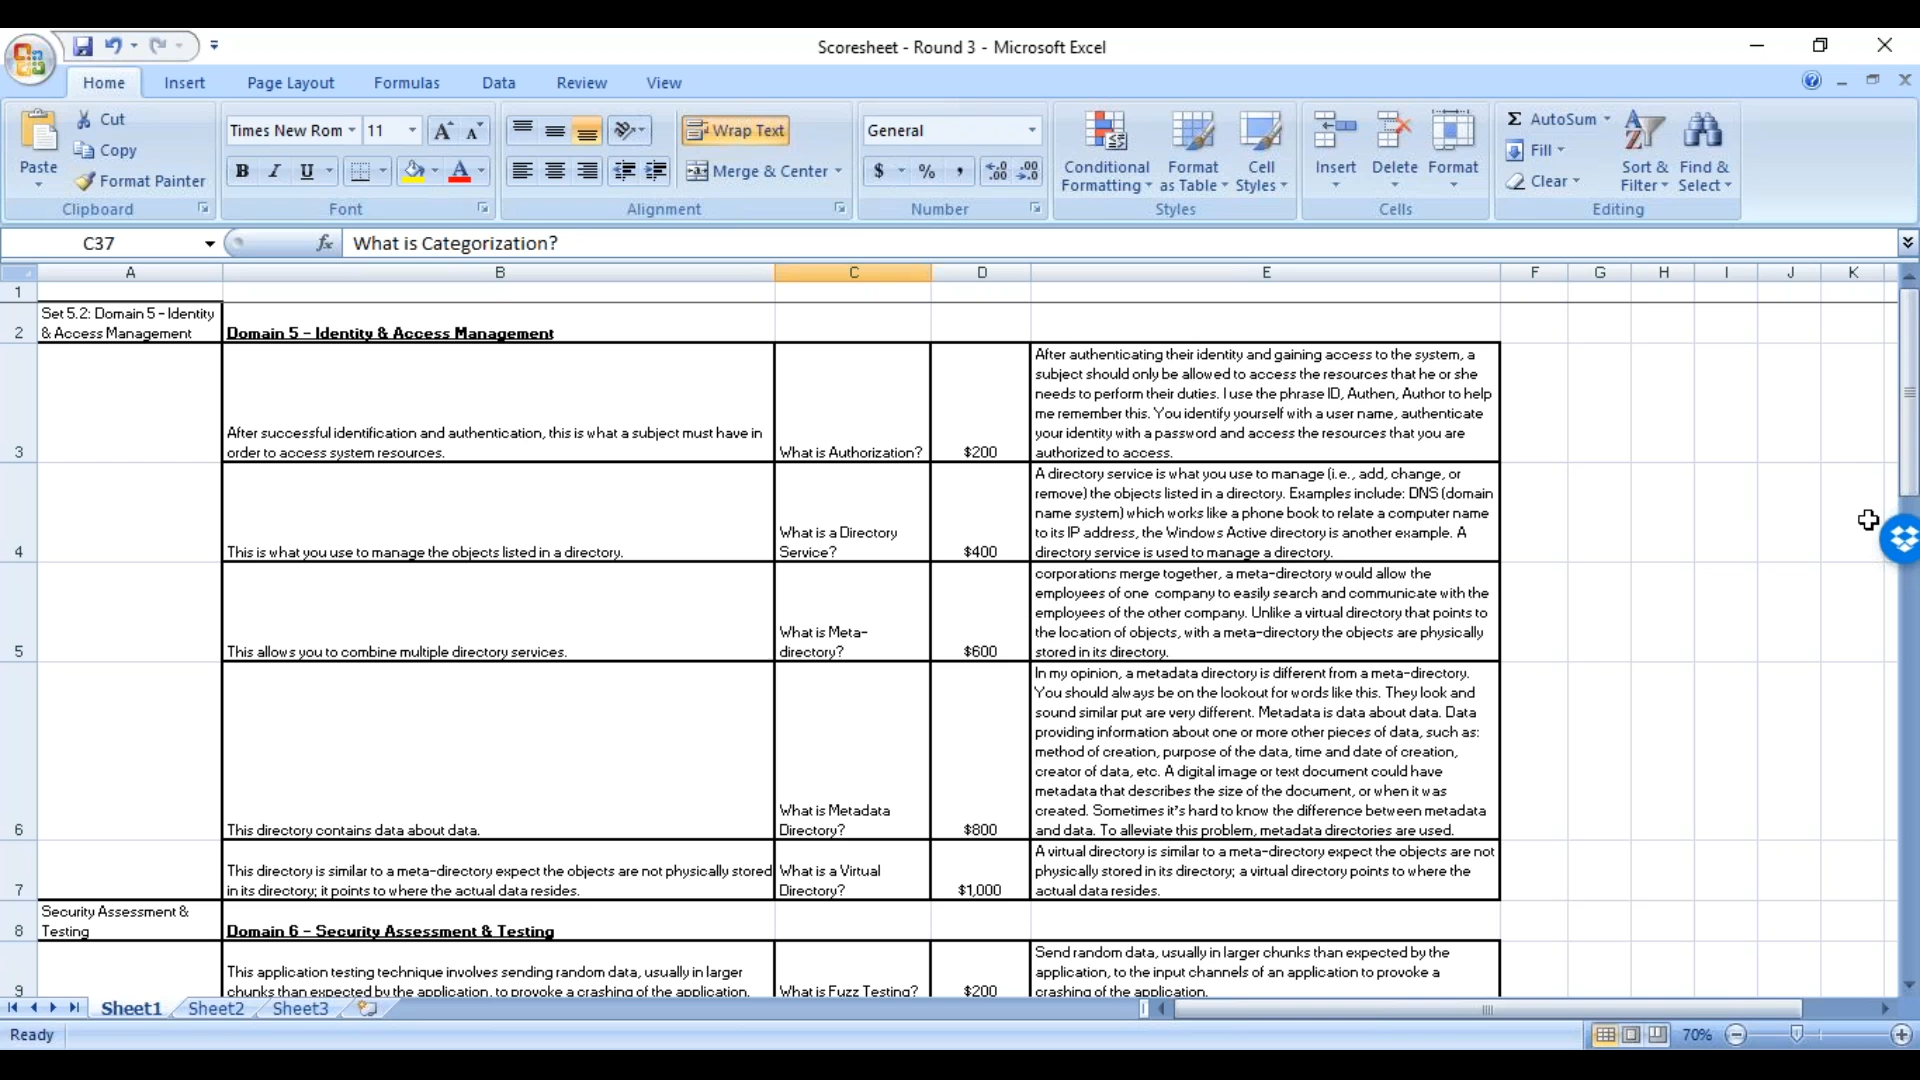 Scoresheet - Round 3 - Microsoft Excel
Home Insert Page Layout Formulas Data Review View
Paste
Cut
Copy
Format Painter
Clipboard
Times New Rom 11
B I U
Font
Wrap Text
Merge & Center
Alignment
General
$ % ,
Number
Conditional Formatting
Format as Table
Cell Styles
Styles
Insert Delete Format
Cells
Σ AutoSum
Fill
Clear
Sort & Filter
Find & Select
Editing
C37 fx What is Categorization?
A B C D E F G H I J K
1
2
Set 5.2: Domain 5 - Identity
& Access Management
Domain 5 - Identity & Access Management
3
After successful identification and authentication, this is what a subject must have in
order to access system resources.
What is Authorization?
$200
After authenticating their identity and gaining access to the system, a
subject should only be allowed to access the resources that he or she
needs to perform their duties. I use the phrase ID, Authen, Author to help
me remember this. You identify yourself with a user name, authenticate
your identity with a password and access the resources that you are
authorized to access.
4
This is what you use to manage the objects listed in a directory.
What is a Directory
Service?
$400
A directory service is what you use to manage (i.e., add, change, or
remove) the objects listed in a directory. Examples include: DNS (domain
name system) which works like a phone book to relate a computer name
to its IP address, the Windows Active directory is another example. A
directory service is used to manage a directory.
5
This allows you to combine multiple directory services.
What is Meta-
directory?
$600
corporations merge together, a meta-directory would allow the
employees of one company to easily search and communicate with the
employees of the other company. Unlike a virtual directory that points to
the location of objects, with a meta-directory the objects are physically
stored in its directory.
6
This directory contains data about data.
What is Metadata
Directory?
$800
In my opinion, a metadata directory is different from a meta-directory.
You should always be on the lookout for words like this. They look and
sound similar put are very different. Metadata is data about data. Data
providing information about one or more other pieces of data, such as:
method of creation, purpose of the data, time and date of creation,
creator of data, etc. A digital image or text document could have
metadata that describes the size of the document, or when it was
created. Sometimes it's hard to know the difference between metadata
and data. To alleviate this problem, metadata directories are used.
7
This directory is similar to a meta-directory expect the objects are not physically stored
in its directory; it points to where the actual data resides.
What is a Virtual
Directory?
$1,000
A virtual directory is similar to a meta-directory expect the objects are not
physically stored in its directory; a virtual directory points to where the
actual data resides.
8
Security Assessment &
Testing
Domain 6 - Security Assessment & Testing
9
This application testing technique involves sending random data, usually in larger
chunks than expected by the application, to provoke a crashing of the application.
What is Fuzz Testing?
$200
Send random data, usually in larger chunks than expected by the
application, to the input channels of an application to provoke a
crashing of the application.
Sheet1 Sheet2 Sheet3
Ready
70%